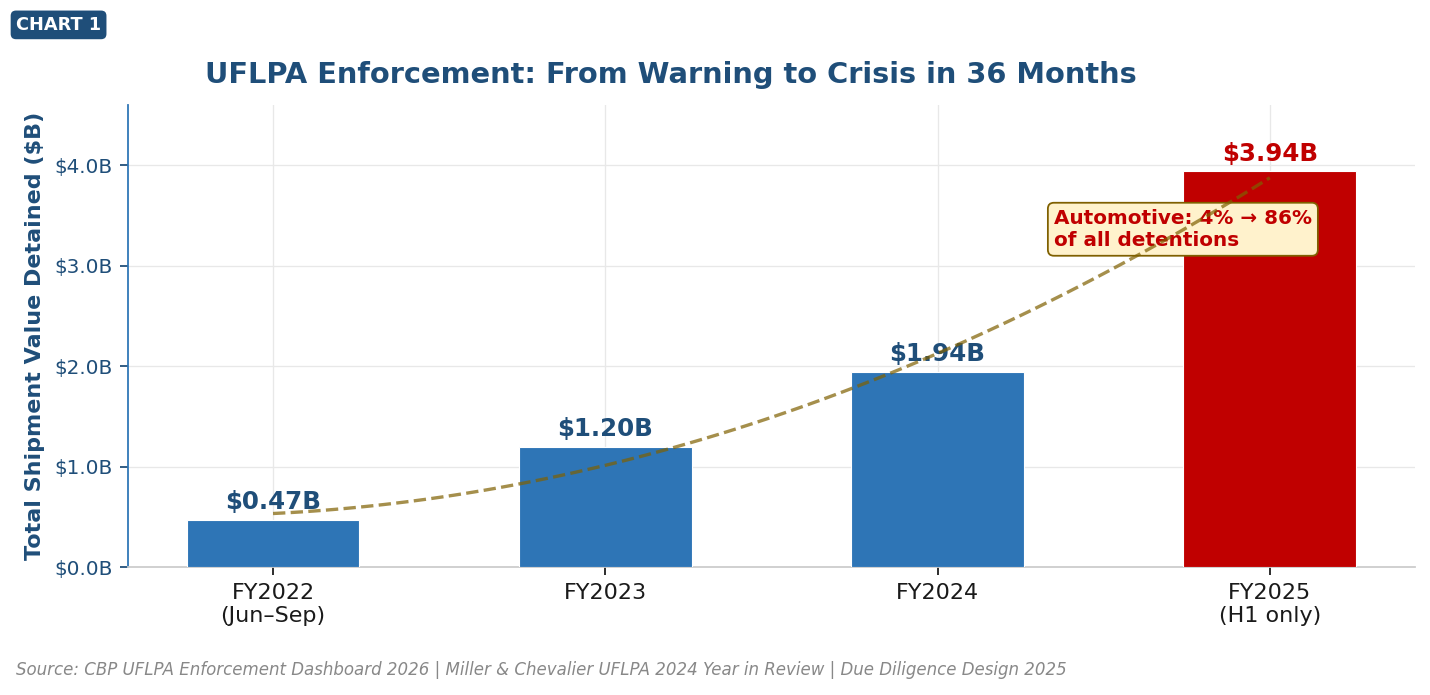 CHART 1
UFLPA Enforcement: From Warning to Crisis in 36 Months
Total Shipment Value Detained ($B)
$4.0B
$3.0B
$2.0B
$1.0B
$0.0B
$0.47B
$1.20B
$1.94B
$3.94B
Automotive: 4% → 86%
of all detentions
FY2022
(Jun–Sep)
FY2023
FY2024
FY2025
(H1 only)
Source: CBP UFLPA Enforcement Dashboard 2026 | Miller & Chevalier UFLPA 2024 Year in Review | Due Diligence Design 2025